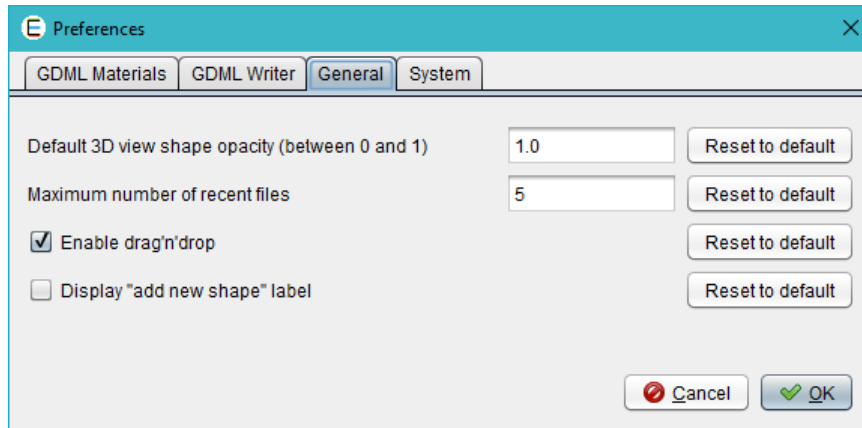 E Preferences
GDML Materials GDML Writer General System
Default 3D view shape opacity (between 0 and 1) 1.0 Reset to default
Maximum number of recent files 5 Reset to default
Enable drag'n'drop Reset to default
Display "add new shape" label Reset to default
Cancel OK